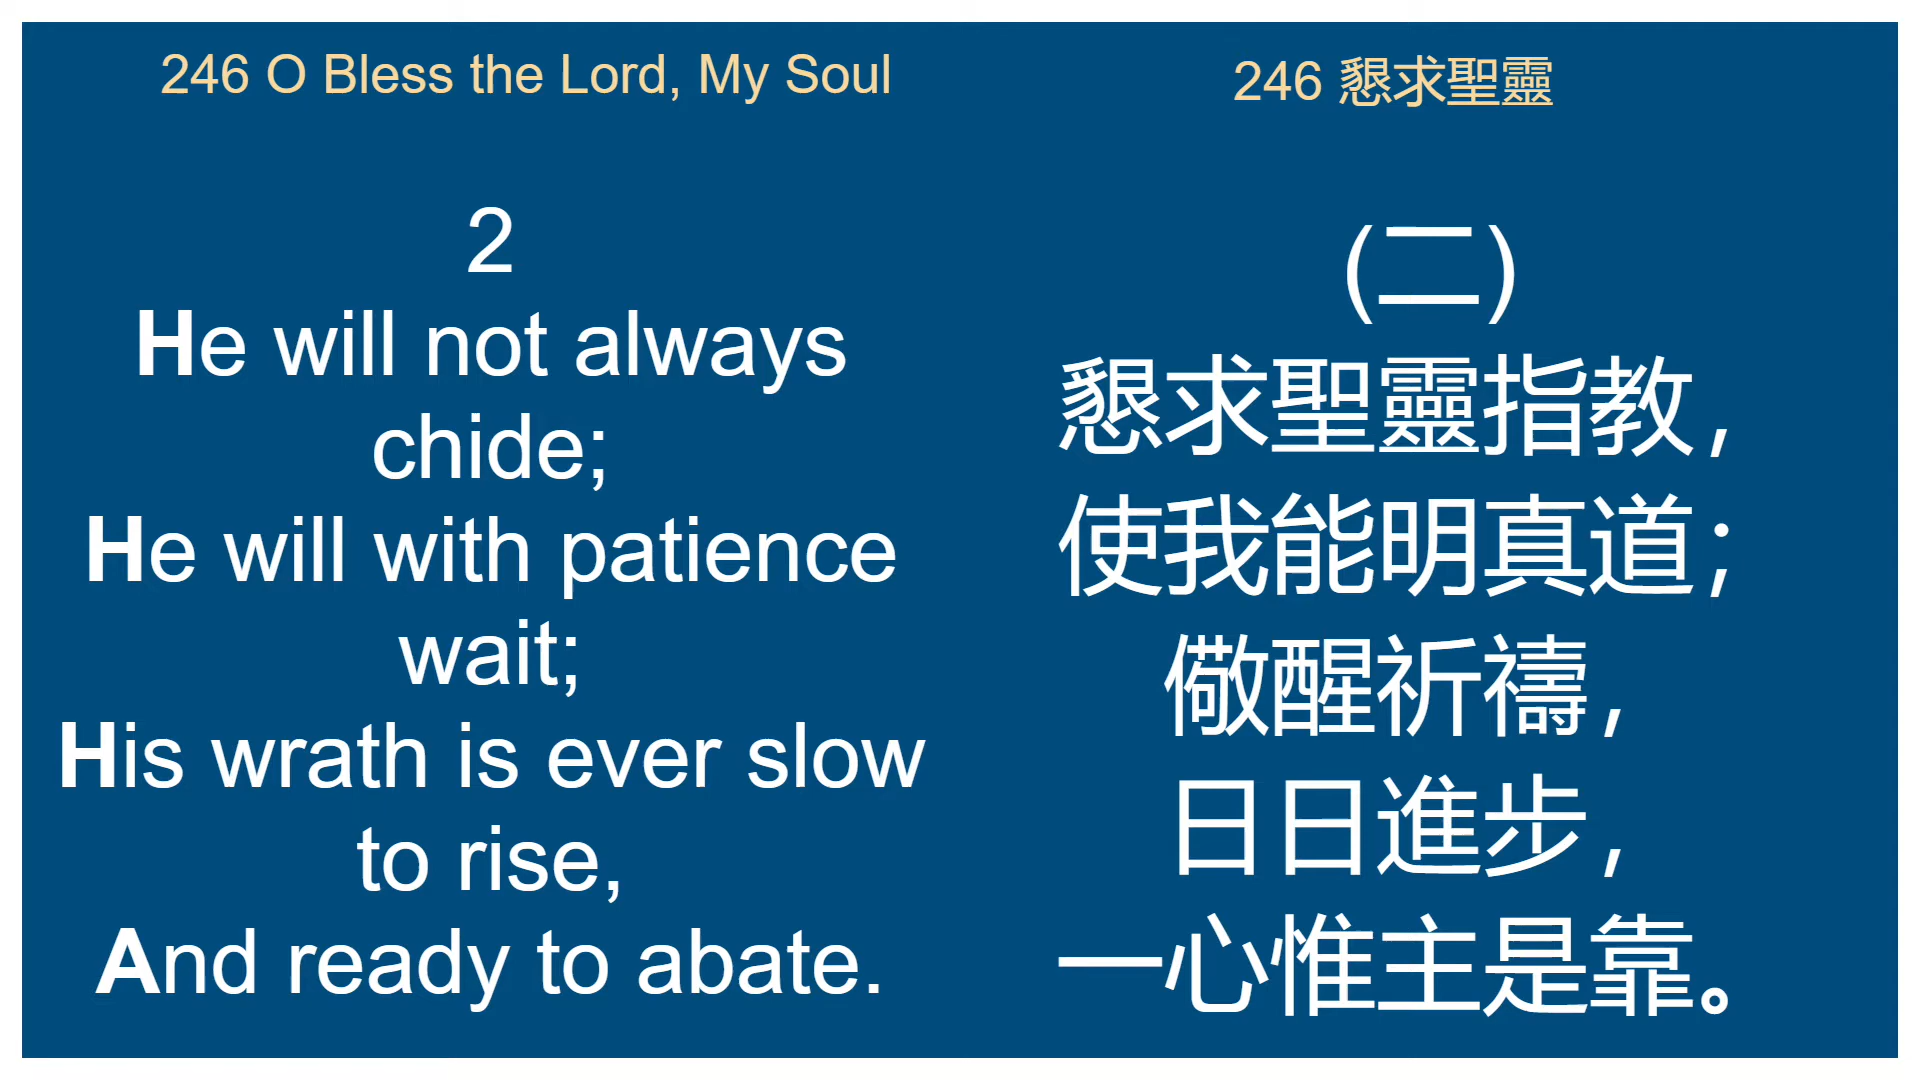 246 O Bless the Lord, My Soul
2
He will not always
chide;
He will with patience
wait;
His wrath is ever slow
to rise,
And ready to abate.
246 懇求聖靈
(二)
懇求聖靈指教,
使我能明真道;
儆醒祈禱,
日日進步,
一心惟主是靠。